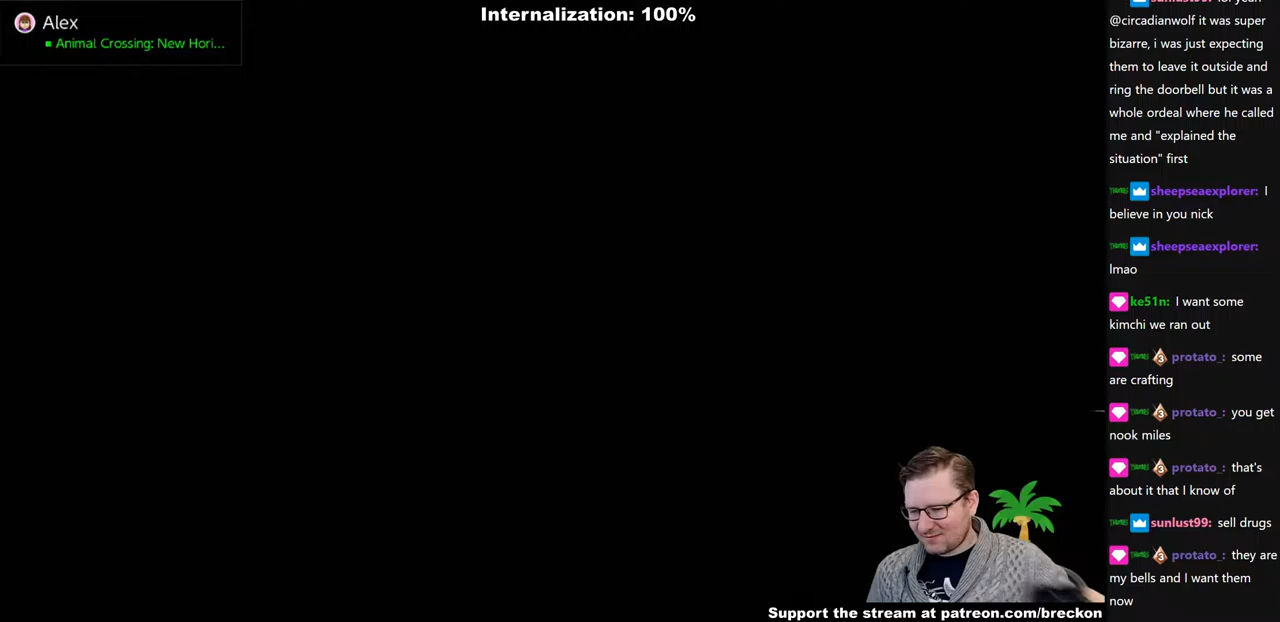 Alex
Animal Crossing: New Hori...
Internalization: 100%
@circadianwolf it was super
bizarre, i was just expecting
them to leave it outside and
ring the doorbell but it was a
whole ordeal where he called
me and "explained the
situation" first
sheepseaexplorer: I
believe in you nick
sheepseaexplorer:
lmao
ke51n: I want some
kimchi we ran out
protato_: some
are crafting
protato_: you get
nook miles
protato_: that's
about it that I know of
sunlust99: sell drugs
protato_: they are
my bells and I want them
now
Support the stream at patreon.com/breckon